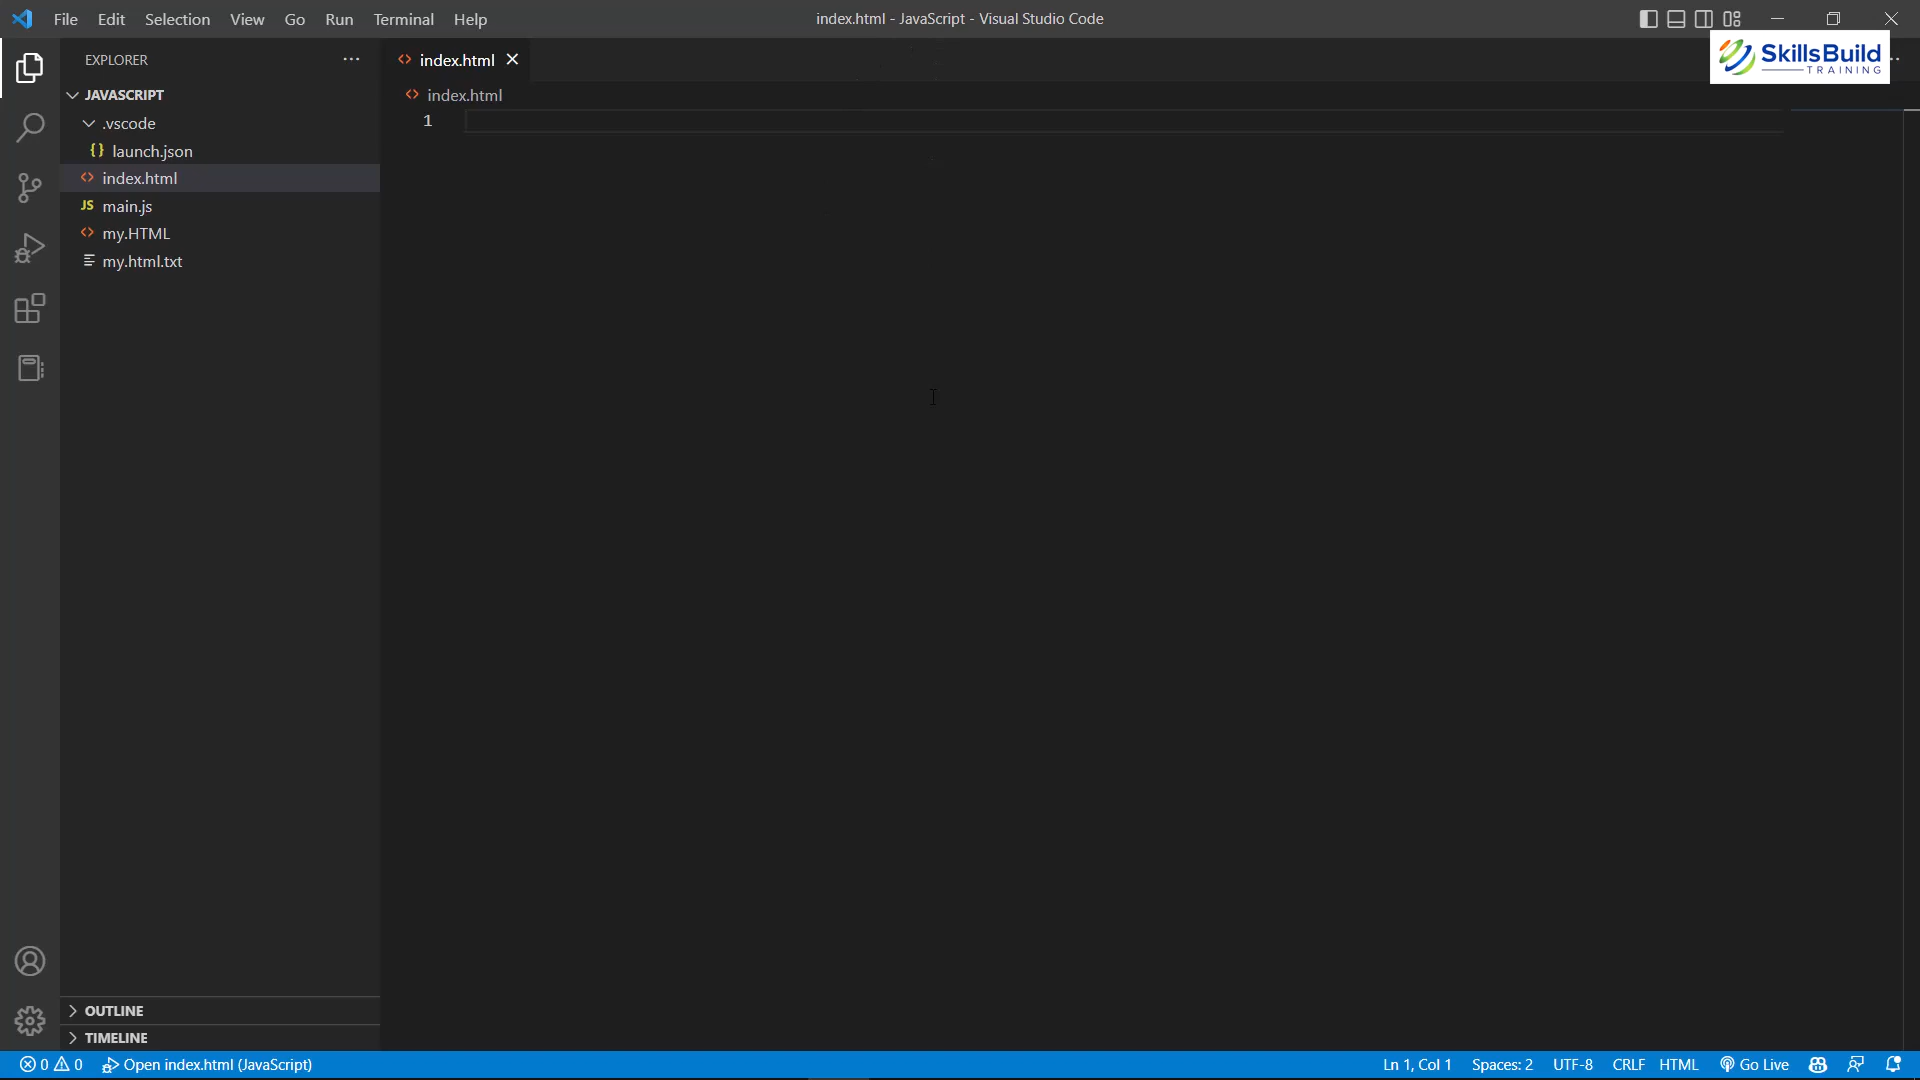 File Edit Selection View Go Run Terminal Help
index.html - JavaScript - Visual Studio Code
SkillsBuild
TRAINING
EXPLORER
index.html
JAVASCRIPT
index.html
.vscode
1
launch.json
index.html
JS main.js
my.HTML
my.html.txt
OUTLINE
TIMELINE
0 0 Open index.html (JavaScript)
Ln 1, Col 1 Spaces: 2 UTF-8 CRLF HTML Go Live